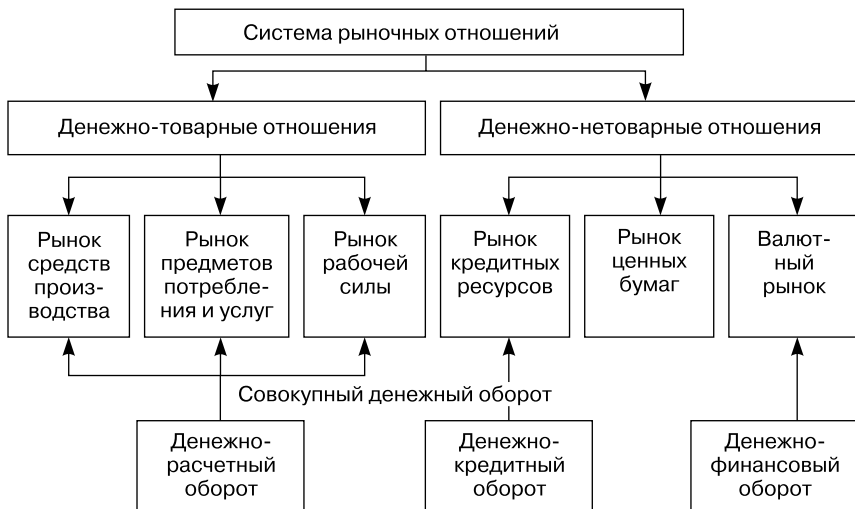 Система рыночных отношений
Денежно-товарные отношения
Денежно-нетоварные отношения
Рынок
средств
произ-
водства
Рынок
предметов
потребле-
ния и услуг
Рынок
рабочей
силы
Рынок
кредитных
ресурсов
Рынок
ценных
бумаг
Валют-
ный
рынок
Совокупный денежный оборот
Денежно-
расчетный
оборот
Денежно-
кредитный
оборот
Денежно-
финансовый
оборот